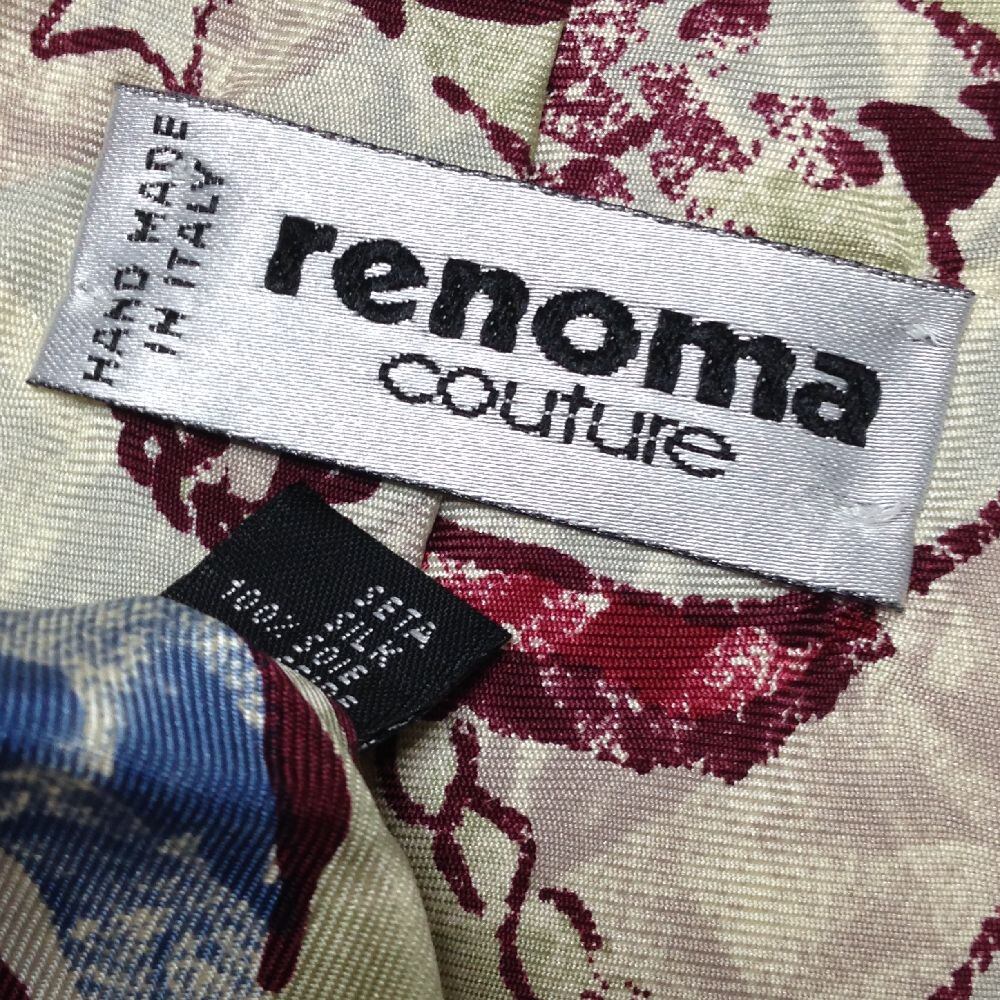 HAND MADE
IN ITALY
renoma
couture
SETA
SILK
100% SOIE